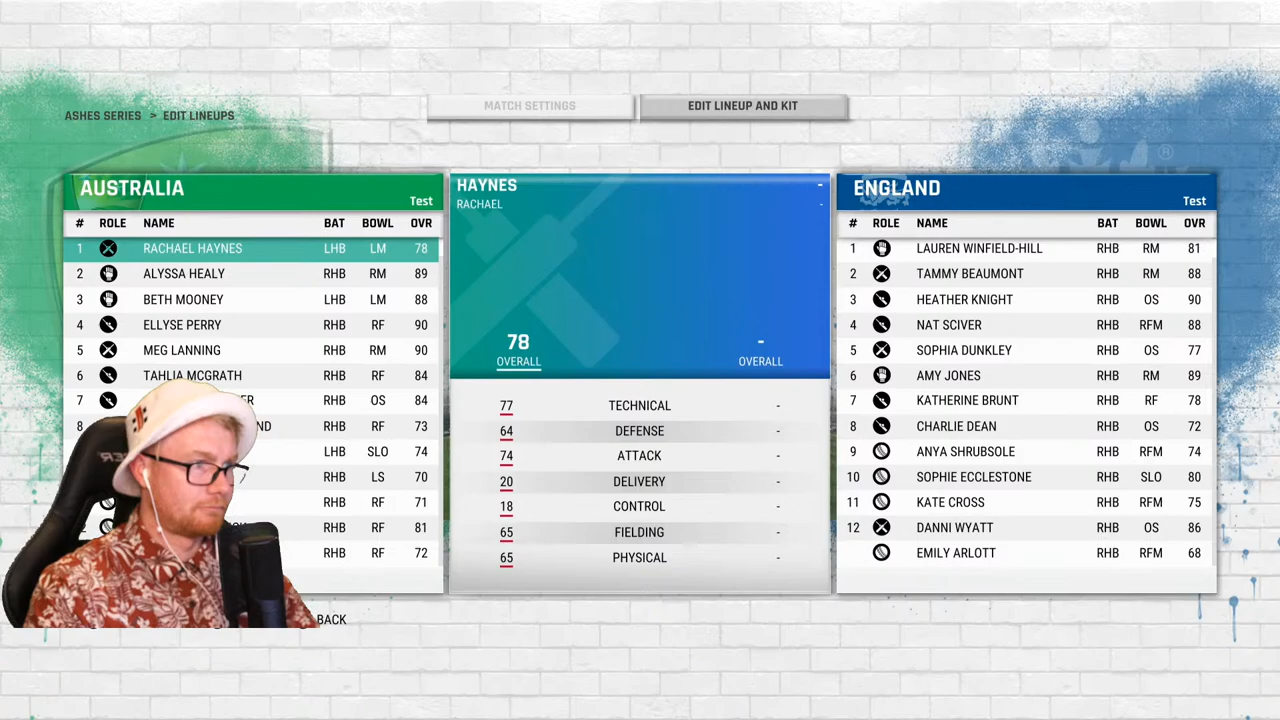 MATCH SETTINGS
EDIT LINEUP AND KIT
ASHES SERIES > EDIT LINEUPS
AUSTRALIA
Test
# ROLE NAME BAT BOWL OVR
1 RACHAEL HAYNES LHB LM 78
2 ALYSSA HEALY RHB RM 89
3 BETH MOONEY LHB LM 88
4 ELLYSE PERRY RHB RF 90
5 MEG LANNING RHB RM 90
6 TAHLIA MCGRATH RHB RF 84
7 ER RHB OS 84
8 ND RHB RF 73
LHB SLO 74
RHB LS 70
RHB RF 71
RHB RF 81
RHB RF 72
BACK
HAYNES -
RACHAEL -
78 -
OVERALL OVERALL
77 TECHNICAL -
64 DEFENSE -
74 ATTACK -
20 DELIVERY -
18 CONTROL -
65 FIELDING -
65 PHYSICAL -
ENGLAND
Test
# ROLE NAME BAT BOWL OVR
1 LAUREN WINFIELD-HILL RHB RM 81
2 TAMMY BEAUMONT RHB RM 88
3 HEATHER KNIGHT RHB OS 90
4 NAT SCIVER RHB RFM 88
5 SOPHIA DUNKLEY RHB OS 77
6 AMY JONES RHB RM 89
7 KATHERINE BRUNT RHB RF 78
8 CHARLIE DEAN RHB OS 72
9 ANYA SHRUBSOLE RHB RFM 74
10 SOPHIE ECCLESTONE RHB SLO 80
11 KATE CROSS RHB RFM 75
12 DANNI WYATT RHB OS 86
EMILY ARLOTT RHB RFM 68